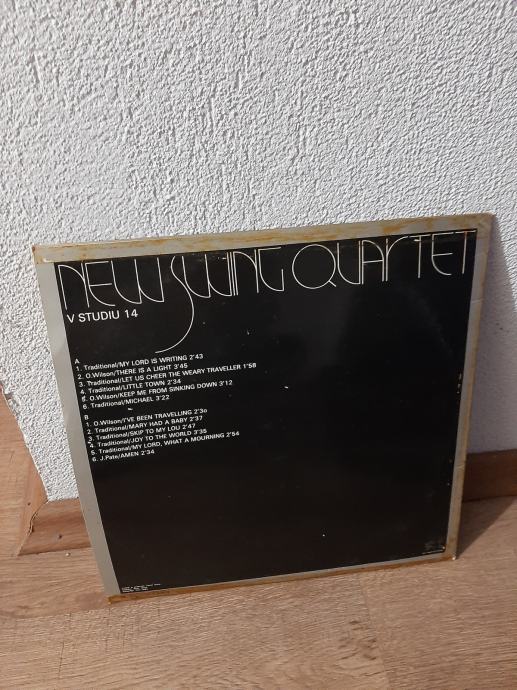 NEW SWING QUARTET
V STUDIU 14
A
1. Traditional/MY LORD IS WRITING 2'43
2. O.Wilson/THERE IS A LIGHT 3'45
3. Traditional/LET US CHEER THE WEARY TRAVELLER 1'58
4. Traditional/LITTLE TOWN 2'34
5. O.Wilson/KEEP ME FROM SINKING DOWN 3'12
6. Traditional/MICHAEL 3'22
B
1. O.Wilson/I'VE BEEN TRAVELLING 2'30
2. Traditional/MARY HAD A BABY 2'37
3. Traditional/SKIP TO MY LOU 2'47
4. Traditional/JOY TO THE WORLD 3'35
5. Traditional/MY LORD, WHAT A MOURNING 2'54
6. J.Pate/AMEN 2'34